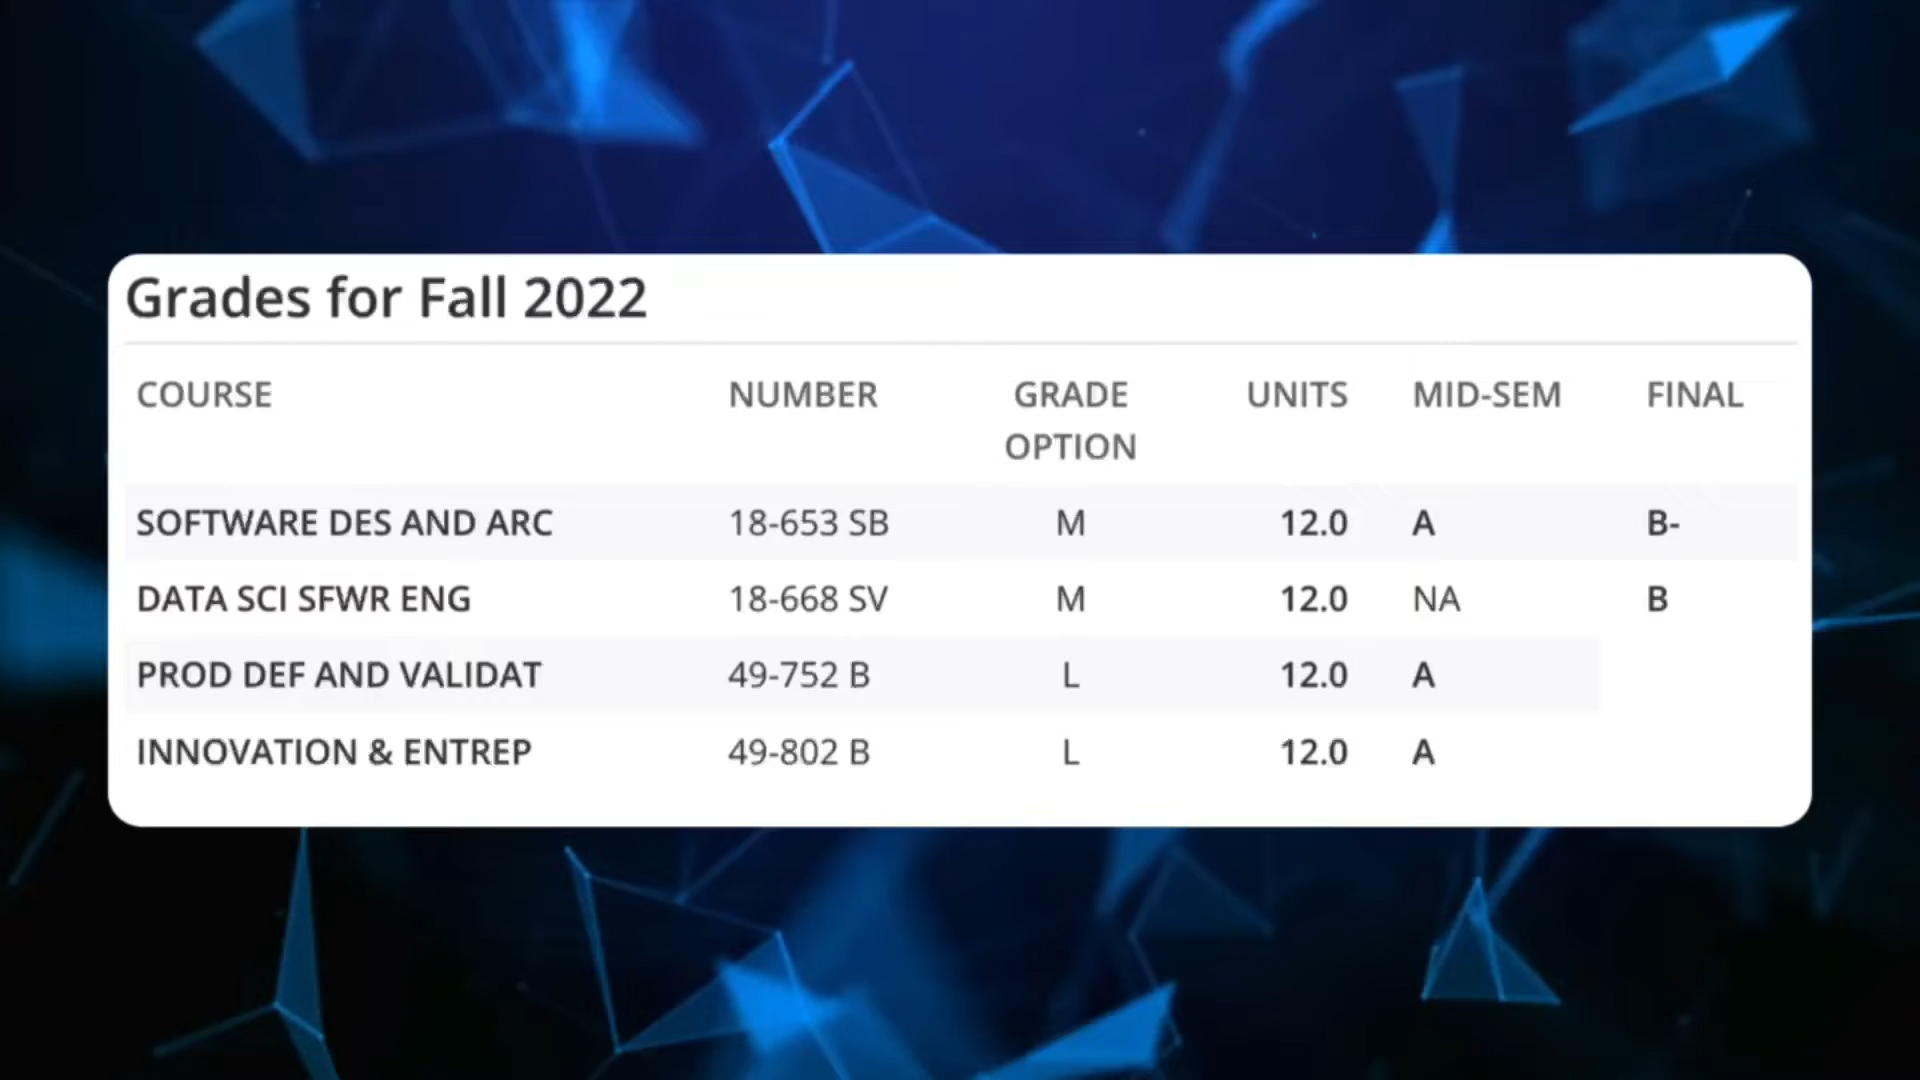 Grades for Fall 2022
COURSE NUMBER GRADE OPTION UNITS MID-SEM FINAL
SOFTWARE DES AND ARC 18-653 SB M 12.0 A B-
DATA SCI SFWR ENG 18-668 SV M 12.0 NA B
PROD DEF AND VALIDAT 49-752 B L 12.0 A
INNOVATION & ENTREP 49-802 B L 12.0 A